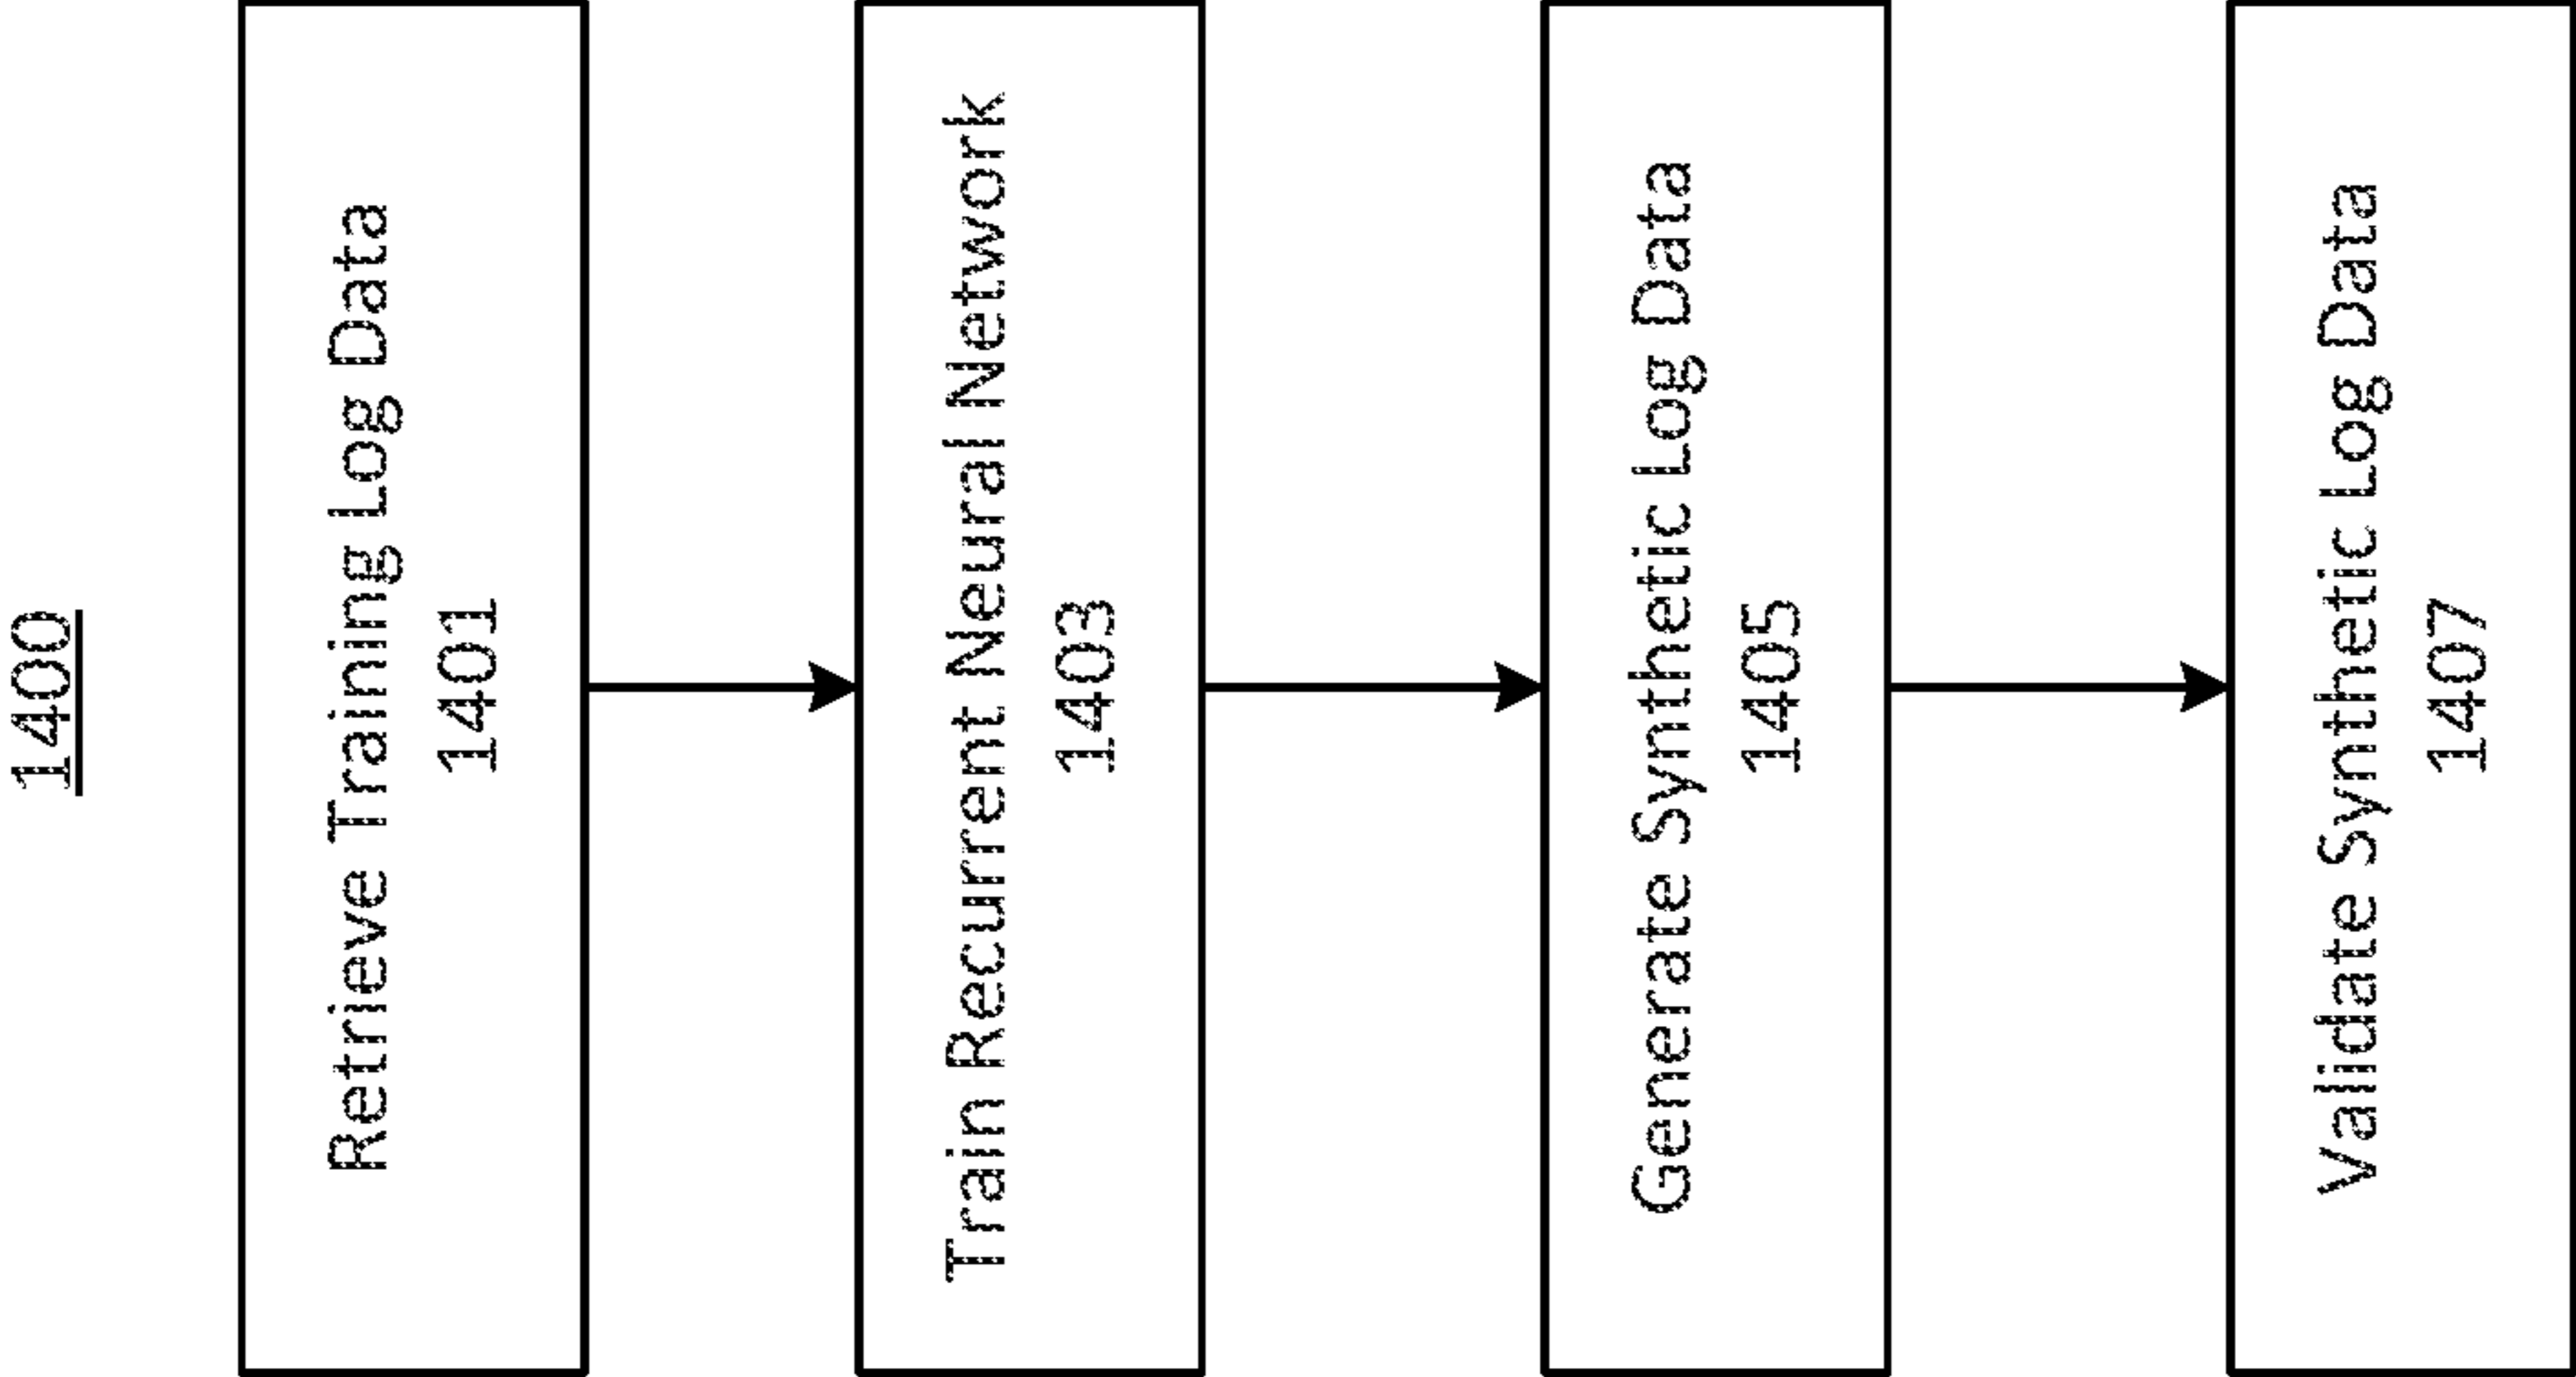 1400
Retrieve Training Log Data
1401
Train Recurrent Neural Network
1403
Generate Synthetic Log Data
1405
Validate Synthetic Log Data
1407